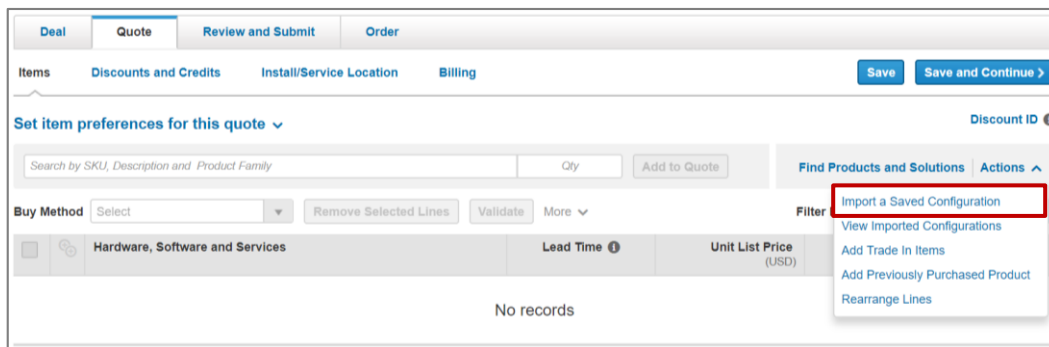 Deal Quote Review and Submit Order
Items Discounts and Credits Install/Service Location Billing Save Save and Continue >
Set item preferences for this quote Discount ID
Search by SKU, Description and Product Family Qty Add to Quote Find Products and Solutions Actions
Buy Method Select Remove Selected Lines Validate More Filter
Import a Saved Configuration
View Imported Configurations
Add Trade In Items
Add Previously Purchased Product
Rearrange Lines
Hardware, Software and Services Lead Time Unit List Price
(USD)
No records